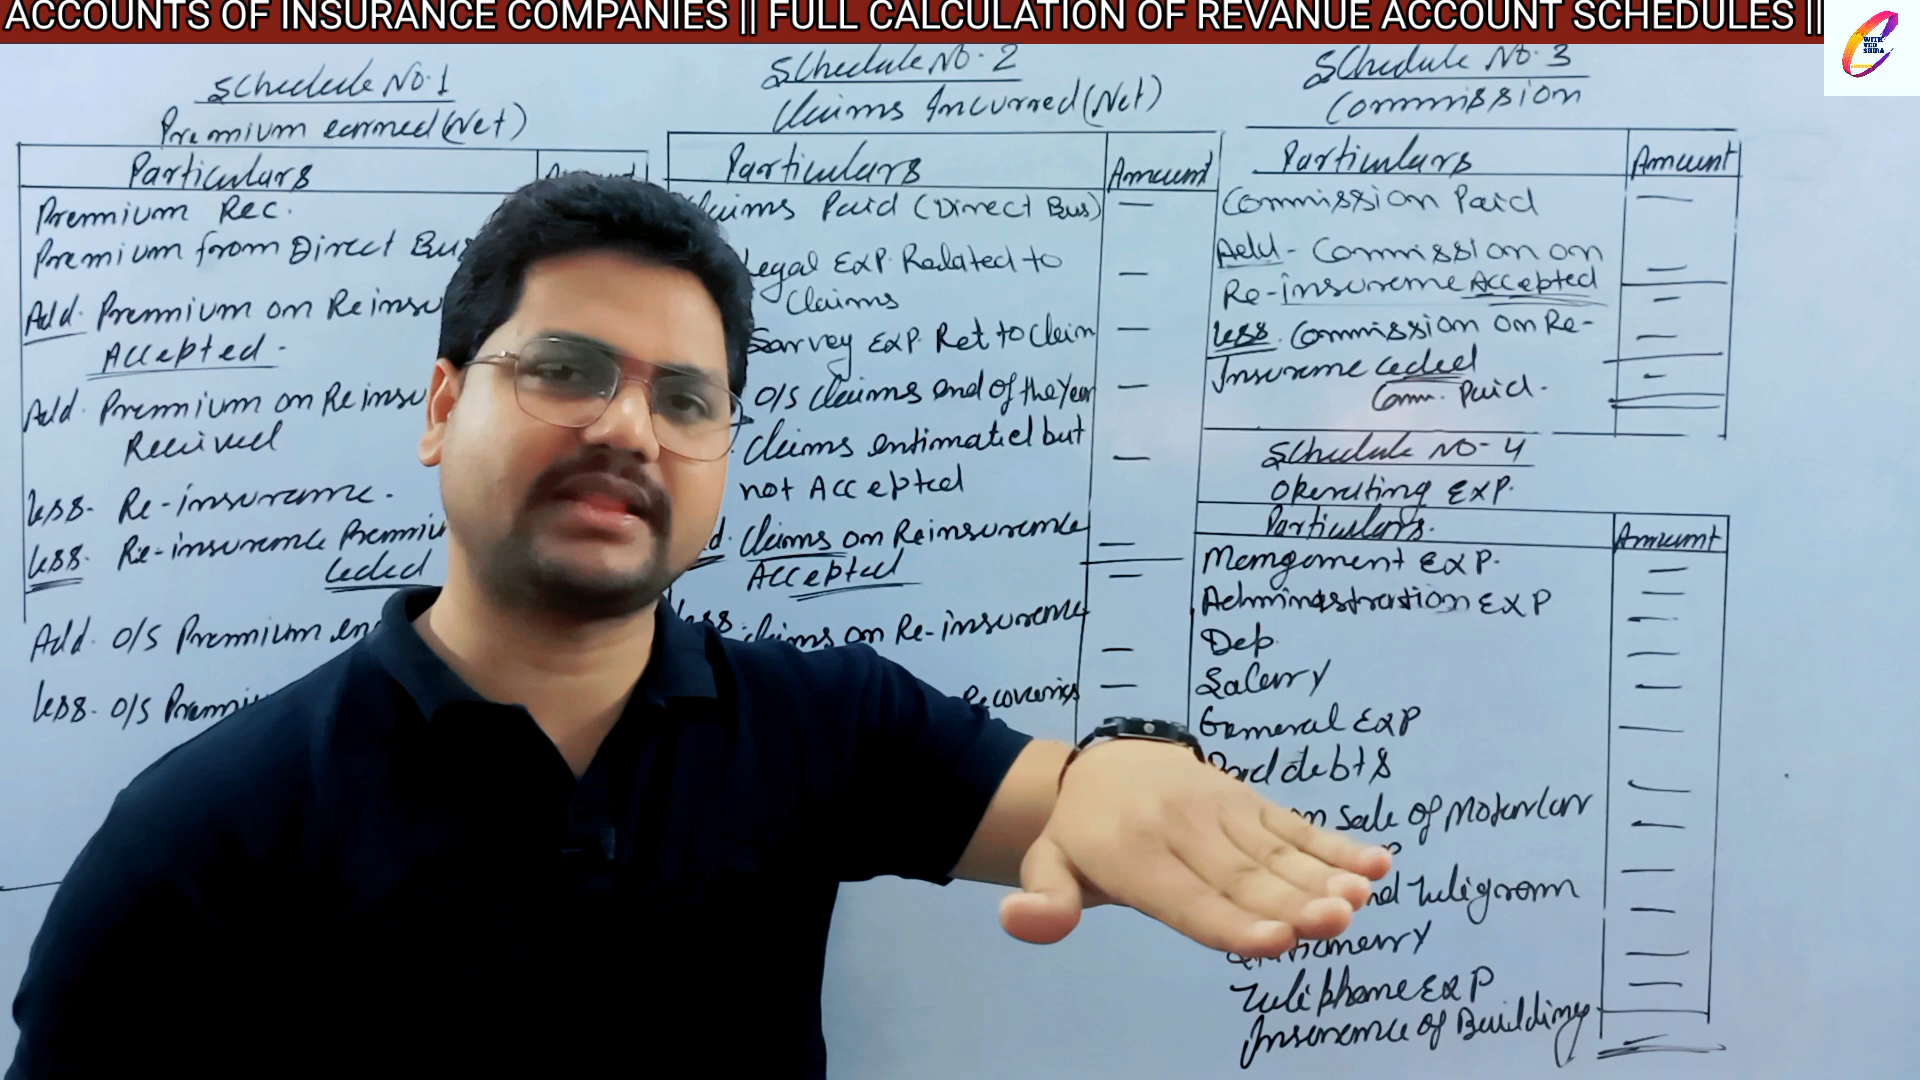 ACCOUNTS OF INSURANCE COMPANIES || FULL CALCULATION OF REVANUE ACCOUNT SCHEDULES ||
Schedule No. 1
Premium earned (Net)
Particulars
Premium Rec.
Premium from Direct Bus
Add. Premium on Reinsu
Accepted.
Add. Premium on Reinsu
Received
Less. Re-insurance.
Less. Re-insurance Premiu
Ceded
Add. O/S Premium en
Less. O/S Premi
Schedule No. 2
Claims Incurred (Net)
Particulars Amount
Claims Paid (Direct Bus)
Legal Exp. Related to
Claims
Survey Exp. Ret to Claim
O/S Claims end of the Year
Claims entimated but
not Accepted
Claims on Reinsurance
Accepted
Less. Claims on Re-insurance
Recoveries
Schedule No. 3
Commission
Particulars Amount
Commission Paid
Add - Commission on
Re-insurance Accepted
Less. Commission on Re-
Insurance Ceded
Comm. Paid.
Schedule No-4
Operating Exp.
Particulars. Amount
Memgement Exp.
Administration Exp
Dep.
Salary
General Exp
debts
Sale of Motor Car
Teligram
Teliphone Exp
Insurance of Building